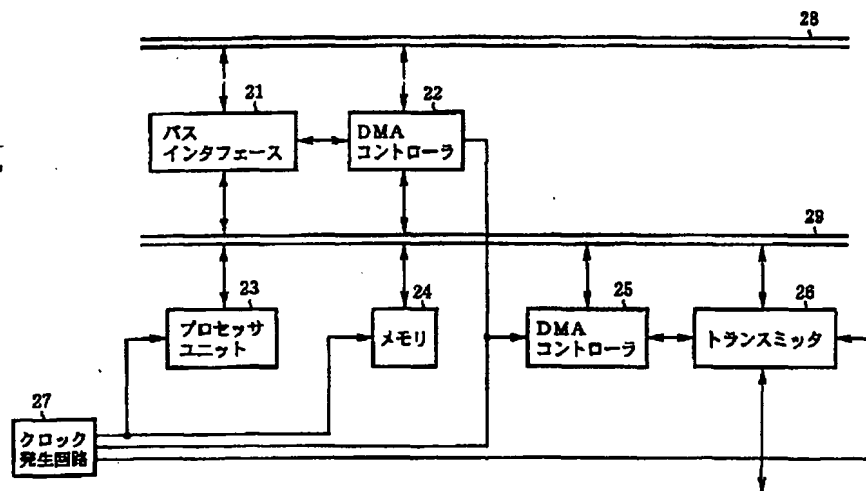 28
21
22
バス
インタフェース
DMA
コントローラ
29
23
24
25
26
プロセッサ
ユニット
メモリ
DMA
コントローラ
トランスミッタ
27
クロック
発生回路